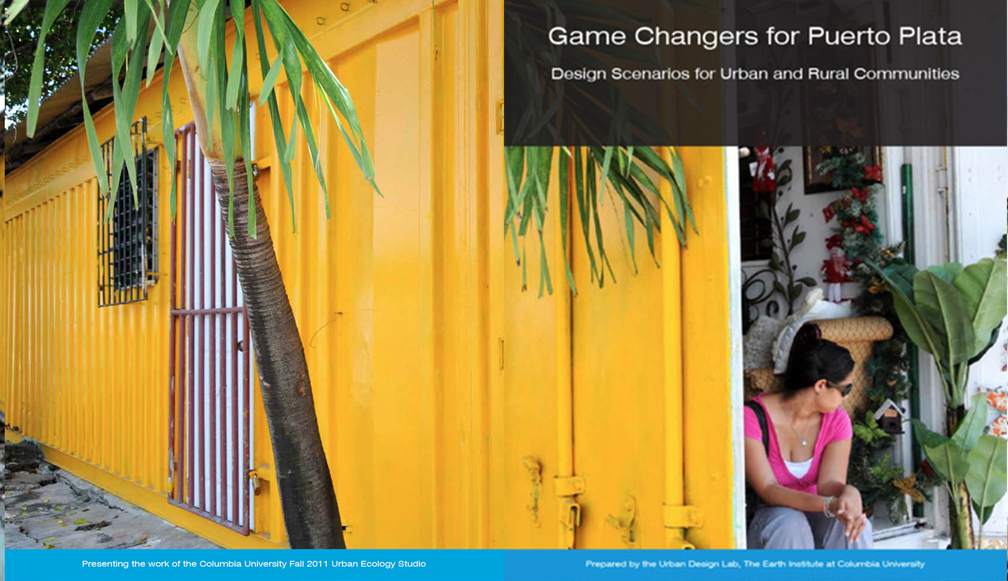 Game Changers for Puerto Plata
Design Scenarios for Urban and Rural Communities
Presenting the work of the Columbia University Fall 2011 Urban Ecology Studio
Prepared by the Urban Design Lab, The Earth Institute at Columbia University